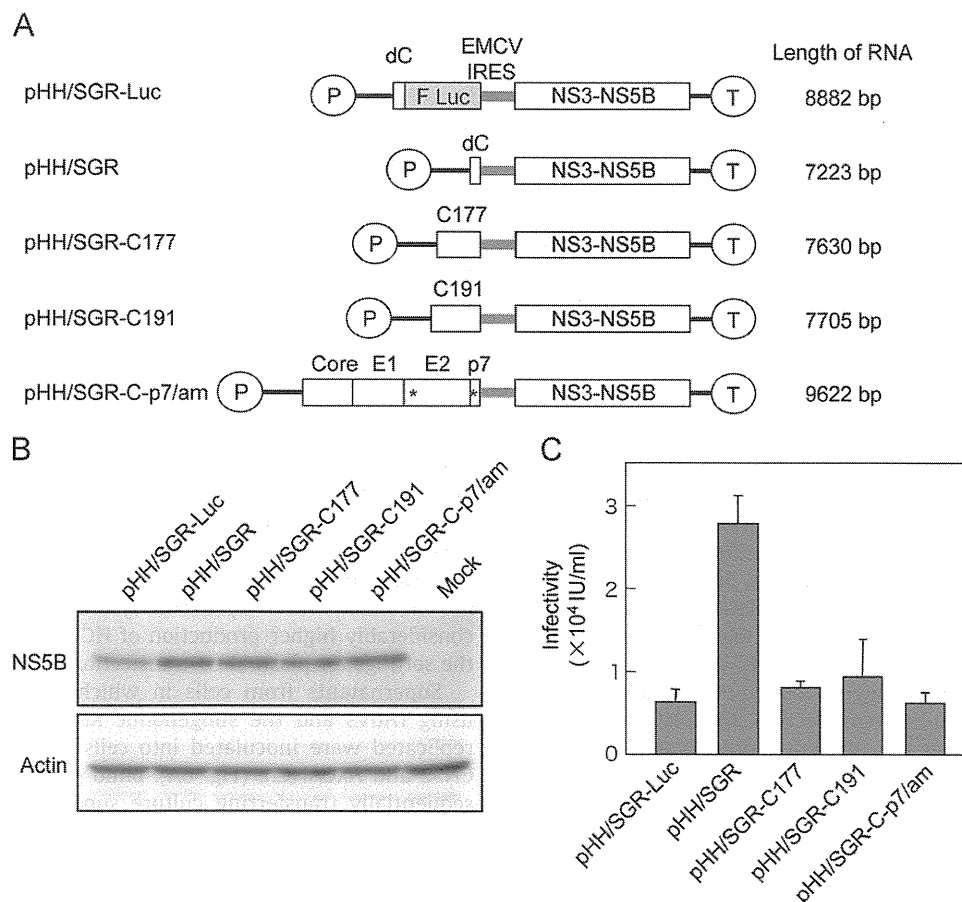 A
dC
EMCV
IRES
Length of RNA
pHH/SGR-Luc
P
F Luc
NS3-NS5B
T
8882 bp
dC
pHH/SGR
P
NS3-NS5B
T
7223 bp
C177
pHH/SGR-C177
P
NS3-NS5B
T
7630 bp
C191
pHH/SGR-C191
P
NS3-NS5B
T
7705 bp
Core E1 E2 p7
pHH/SGR-C-p7/am
P
* *
NS3-NS5B
T
9622 bp
B
pHH/SGR-Luc
pHH/SGR
pHH/SGR-C177
pHH/SGR-C191
pHH/SGR-C-p7/am
Mock
NS5B
Actin
C
Infectivity
(×10⁴ IU/ml)
3
2
1
0
pHH/SGR-Luc
pHH/SGR
pHH/SGR-C177
pHH/SGR-C191
pHH/SGR-C-p7/am